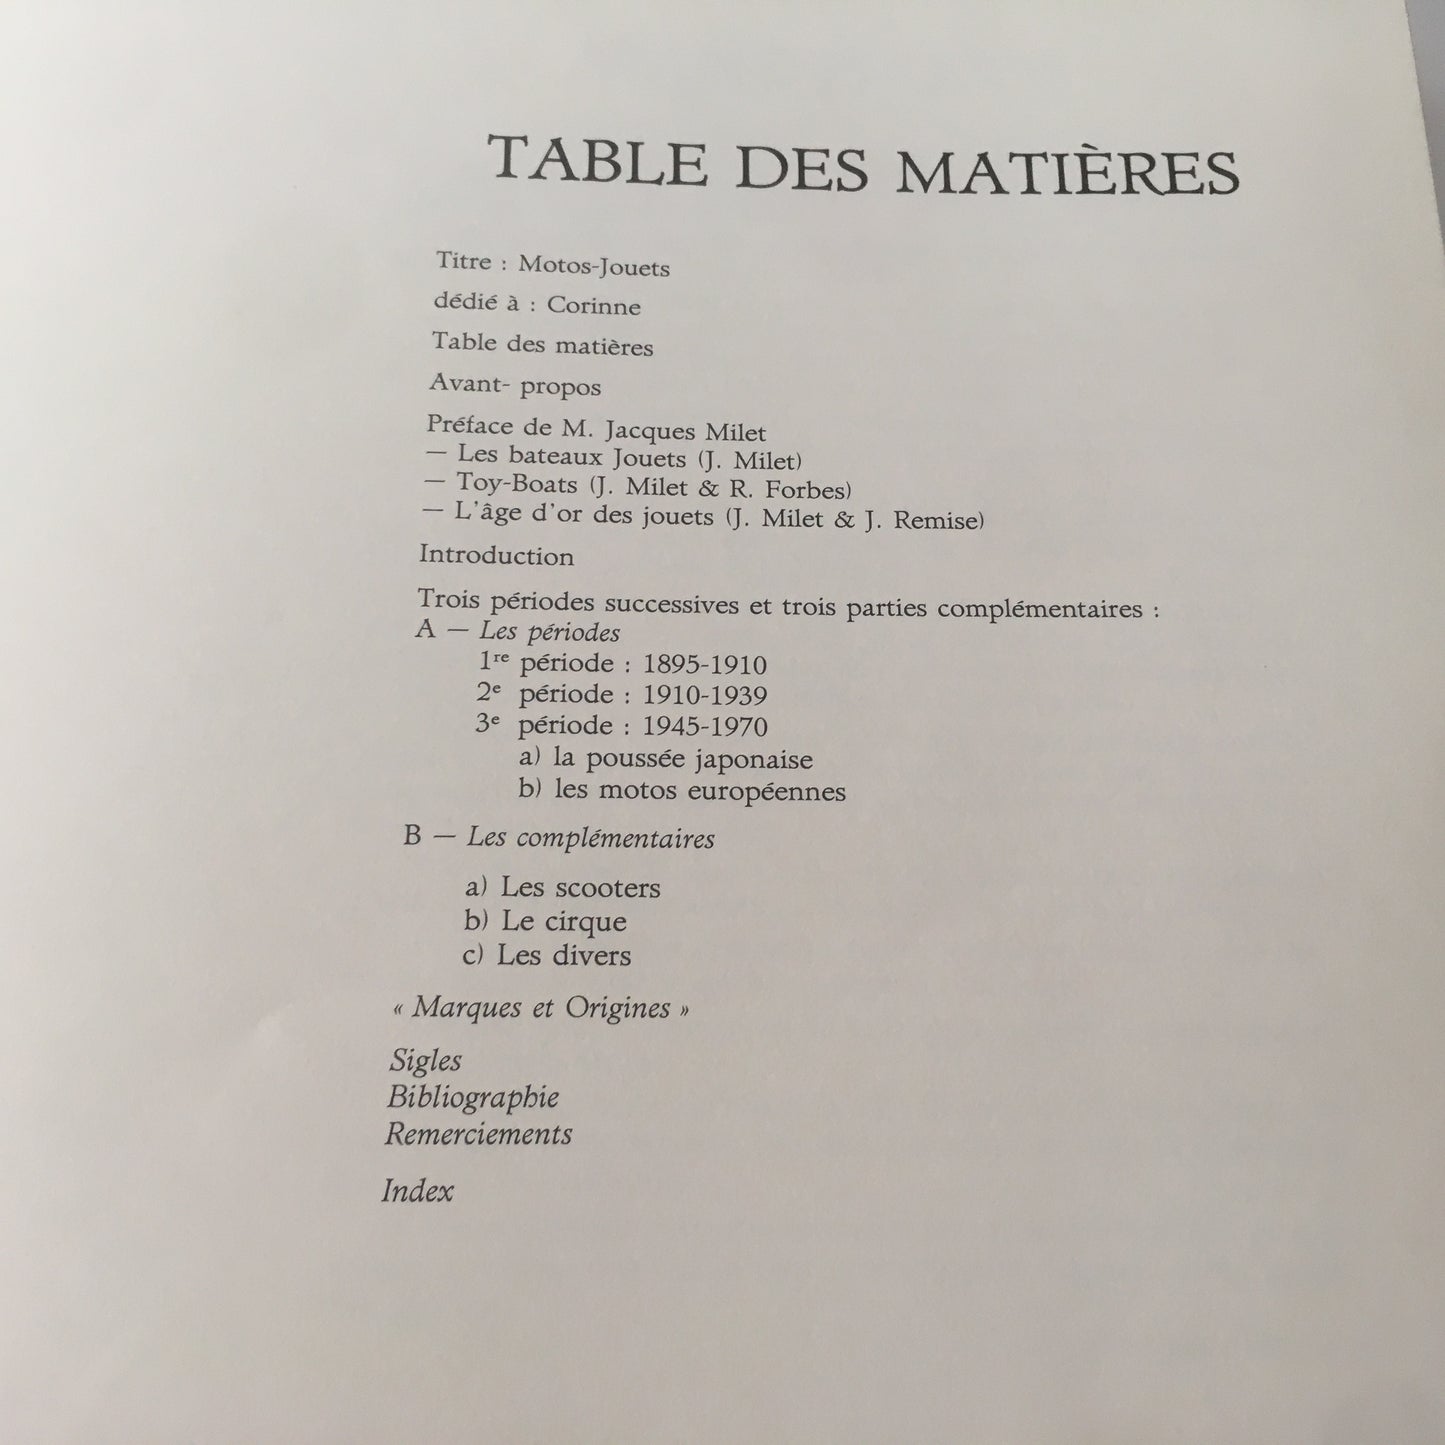 TABLE DES MATIÈRES
Titre : Motos-Jouets
dédié à : Corinne
Table des matières
Avant- propos
Préface de M. Jacques Milet
— Les bateaux Jouets (J. Milet)
— Toy-Boats (J. Milet & R. Forbes)
— L'âge d'or des jouets (J. Milet & J. Remise)
Introduction
Trois périodes successives et trois parties complémentaires :
A — Les périodes
1re période : 1895-1910
2e période : 1910-1939
3e période : 1945-1970
a) la poussée japonaise
b) les motos européennes
B — Les complémentaires
a) Les scooters
b) Le cirque
c) Les divers
« Marques et Origines »
Sigles
Bibliographie
Remerciements
Index